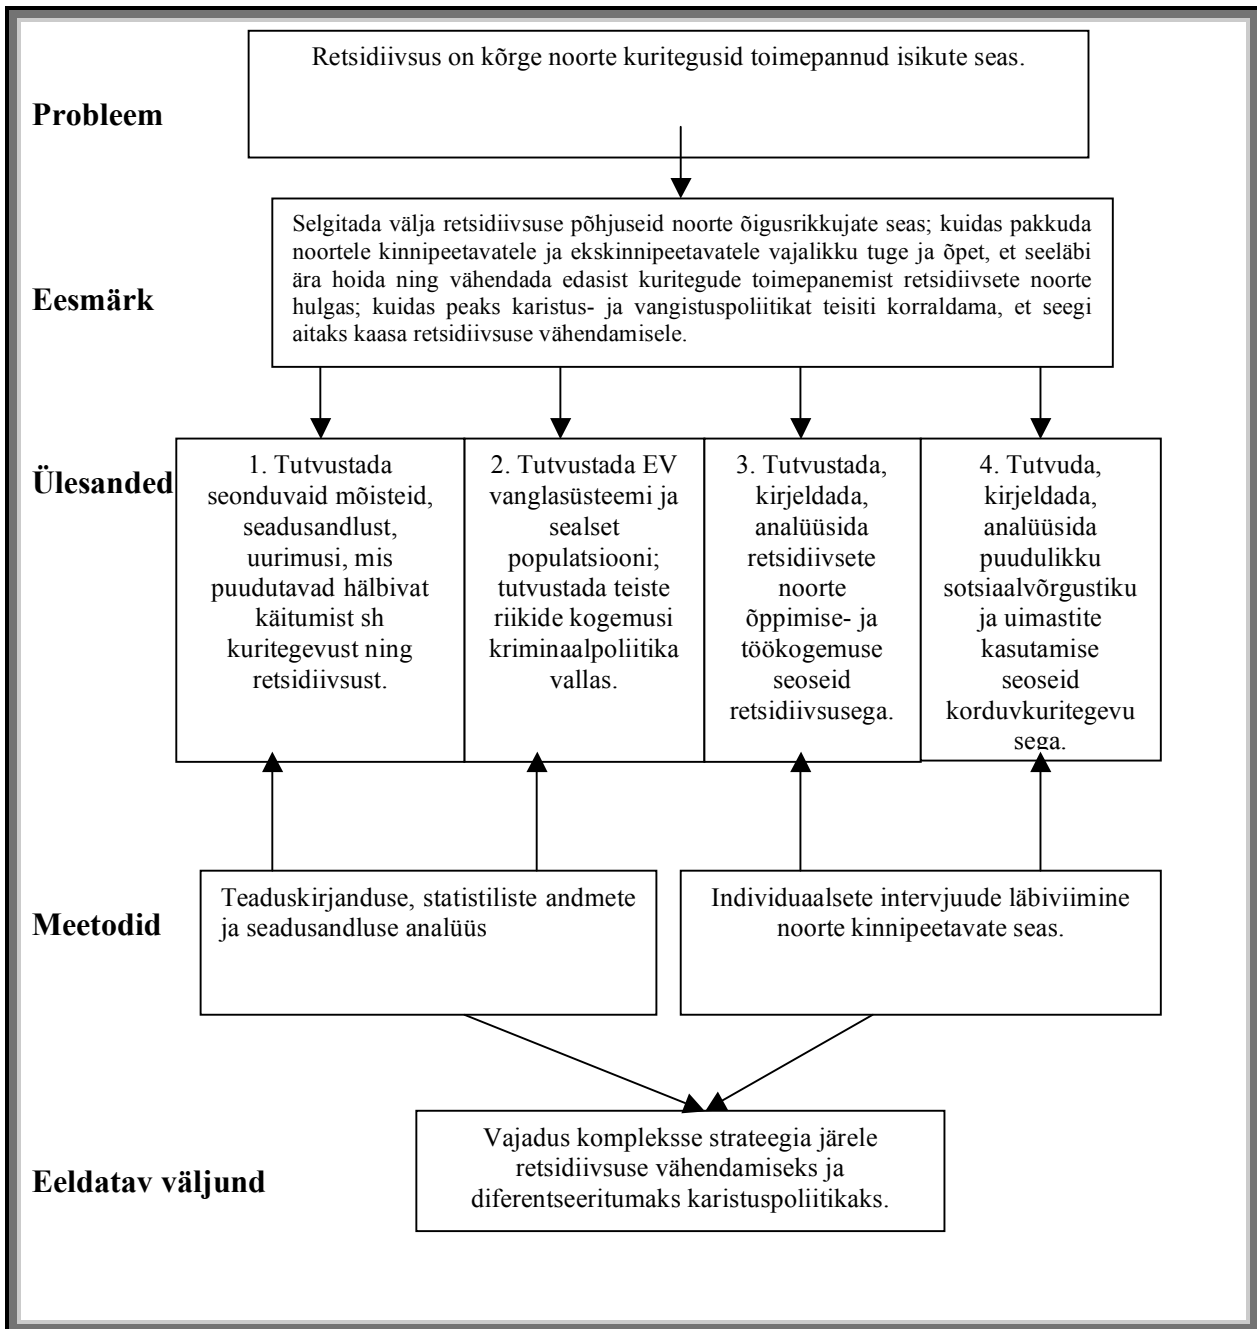 Retsidiivsus on kõrge noorte kuritegusid toimepannud isikute seas.
Probleem
Selgitada välja retsidiivsuse põhjuseid noorte õigusrikkujate seas; kuidas pakkuda
noortele kinnipeetavatele ja ekskinnipeetavatele vajalikku tuge ja õpet, et seeläbi
ära hoida ning vähendada edasist kuritegude toimepanemist retsidiivsete noorte
hulgas; kuidas peaks karistus- ja vangistuspoliitikat teisiti korraldama, et seegi
aitaks kaasa retsidiivsuse vähendamisele.
Eesmärk
Ülesanded
1. Tutvustada
seonduvaid mõisteid,
seadusandlust,
uurimusi, mis
puudutavad hälbivat
käitumist sh
kuritegevust ning
retsidiivsust.
2. Tutvustada EV
vanglasüsteemi ja
sealset
populatsiooni;
tutvustada teiste
riikide kogemusi
kriminaalpoliitika
vallas.
3. Tutvustada,
kirjeldada,
analüüsida
retsidiivsete
noorte
õppimise- ja
töökogemuse
seoseid
retsidiivsusega.
4. Tutvuda,
kirjeldada,
analüüsida
puudulikku
sotsiaalvõrgustiku
ja uimastite
kasutamise
seoseid
korduvkuritegevu
sega.
Meetodid
Teaduskirjanduse, statistiliste andmete
ja seadusandluse analüüs
Individuaalsete intervjuude läbiviimine
noorte kinnipeetavate seas.
Eeldatav väljund
Vajadus kompleksse strateegia järele
retsidiivsuse vähendamiseks ja
diferentseeritumaks karistuspoliitikaks.